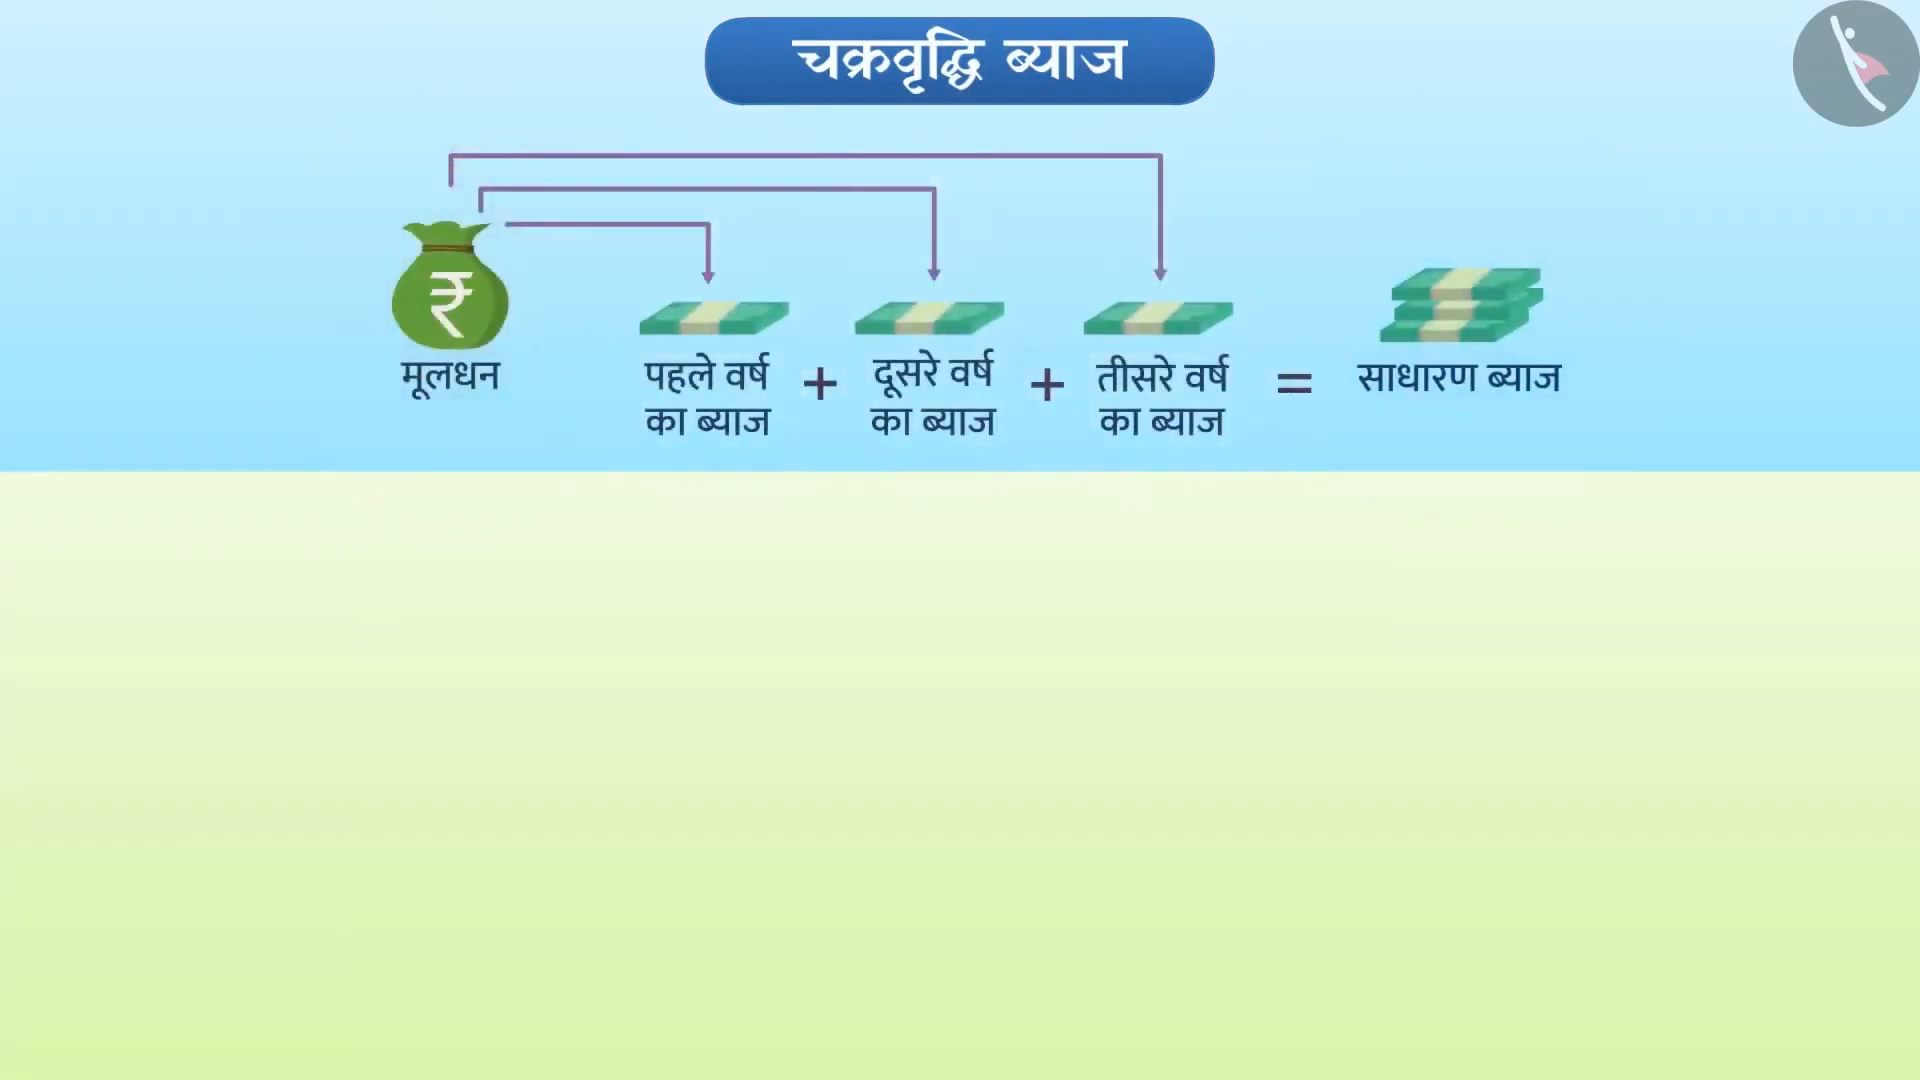 चक्रवृद्धि ब्याज
₹
मूलधन
पहले वर्ष + दूसरे वर्ष + तीसरे वर्ष = साधारण ब्याज
का ब्याज का ब्याज का ब्याज